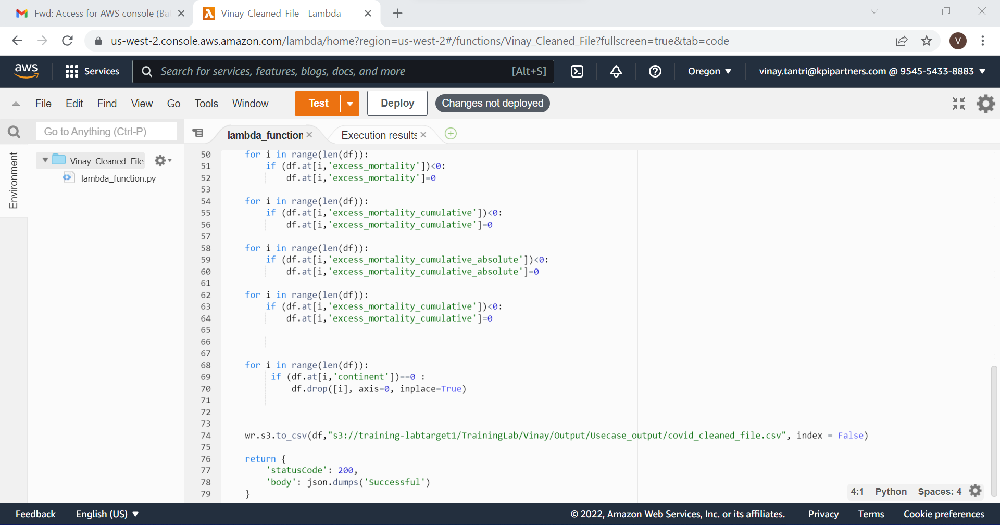 Fwd: Access for AWS console (Ba
Vinay_Cleaned_File - Lambda
us-west-2.console.aws.amazon.com/lambda/home?region=us-west-2#/functions/Vinay_Cleaned_File?fullscreen=true&tab=code
V
aws
Services
Search for services, features, blogs, docs, and more
[Alt+S]
Oregon
vinay.tantri@kpipartners.com @ 9545-5433-8883
File Edit Find View Go Tools Window
Test
Deploy
Changes not deployed
Go to Anything (Ctrl-P)
lambda_function
Execution results
Environment
Vinay_Cleaned_File
lambda_function.py
50 for i in range(len(df)):
51 if (df.at[i,'excess_mortality'])<0:
52 df.at[i,'excess_mortality']=0
53
54 for i in range(len(df)):
55 if (df.at[i,'excess_mortality_cumulative'])<0:
56 df.at[i,'excess_mortality_cumulative']=0
57
58 for i in range(len(df)):
59 if (df.at[i,'excess_mortality_cumulative_absolute'])<0:
60 df.at[i,'excess_mortality_cumulative_absolute']=0
61
62 for i in range(len(df)):
63 if (df.at[i,'excess_mortality_cumulative'])<0:
64 df.at[i,'excess_mortality_cumulative']=0
65
66
67
68 for i in range(len(df)):
69 if (df.at[i,'continent'])==0 :
70 df.drop([i], axis=0, inplace=True)
71
72
73
74 wr.s3.to_csv(df,"s3://training-labtarget1/TrainingLab/Vinay/Output/Usecase_output/covid_cleaned_file.csv", index = False)
75
76 return {
77 'statusCode': 200,
78 'body': json.dumps('Successful')
79 }
4:1 Python Spaces: 4
Feedback
English (US)
© 2022, Amazon Web Services, Inc. or its affiliates.
Privacy
Terms
Cookie preferences